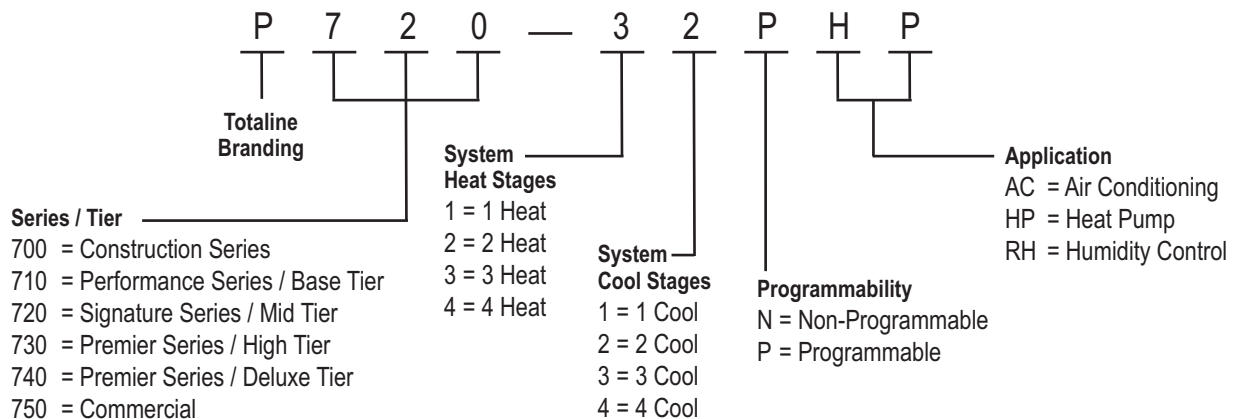 P 7 2 0 — 3 2 P H P
Totaline
Branding
Series / Tier
700 = Construction Series
710 = Performance Series / Base Tier
720 = Signature Series / Mid Tier
730 = Premier Series / High Tier
740 = Premier Series / Deluxe Tier
750 = Commercial
System
Heat Stages
1 = 1 Heat
2 = 2 Heat
3 = 3 Heat
4 = 4 Heat
System
Cool Stages
1 = 1 Cool
2 = 2 Cool
3 = 3 Cool
4 = 4 Cool
Programmability
N = Non-Programmable
P = Programmable
Application
AC = Air Conditioning
HP = Heat Pump
RH = Humidity Control